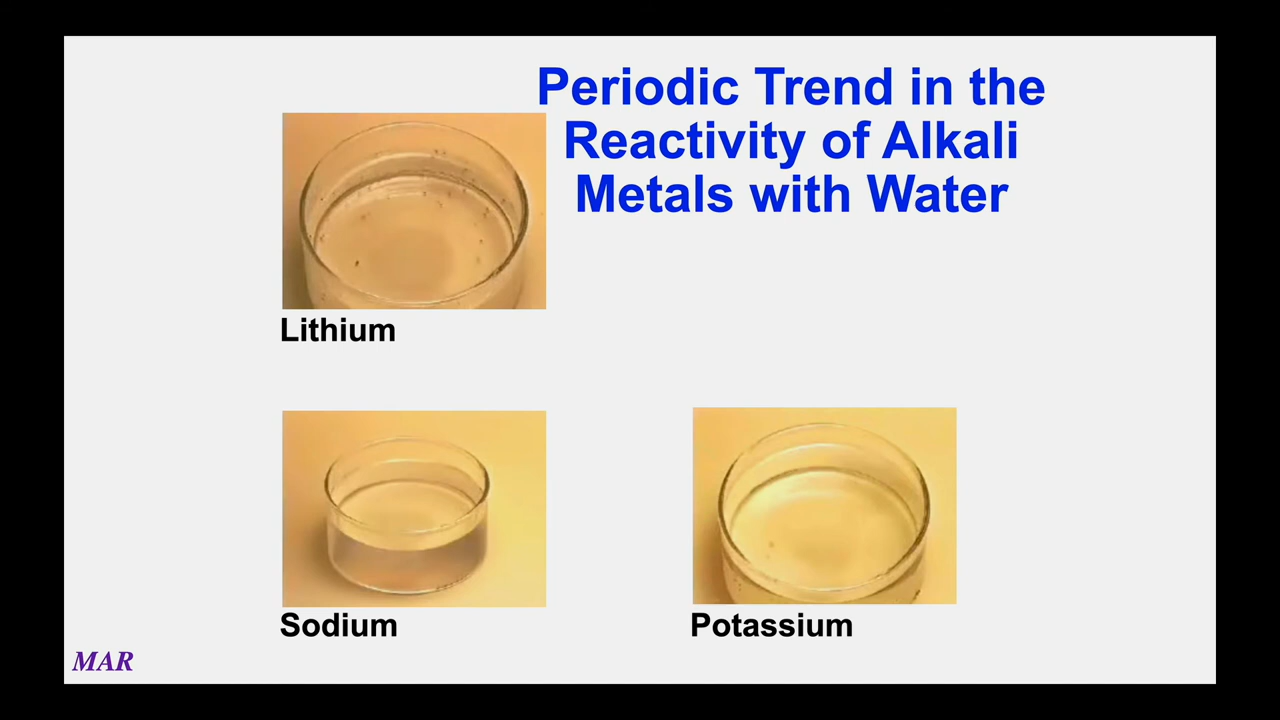 Periodic Trend in the
Reactivity of Alkali
Metals with Water
Lithium
Sodium
Potassium
MAR